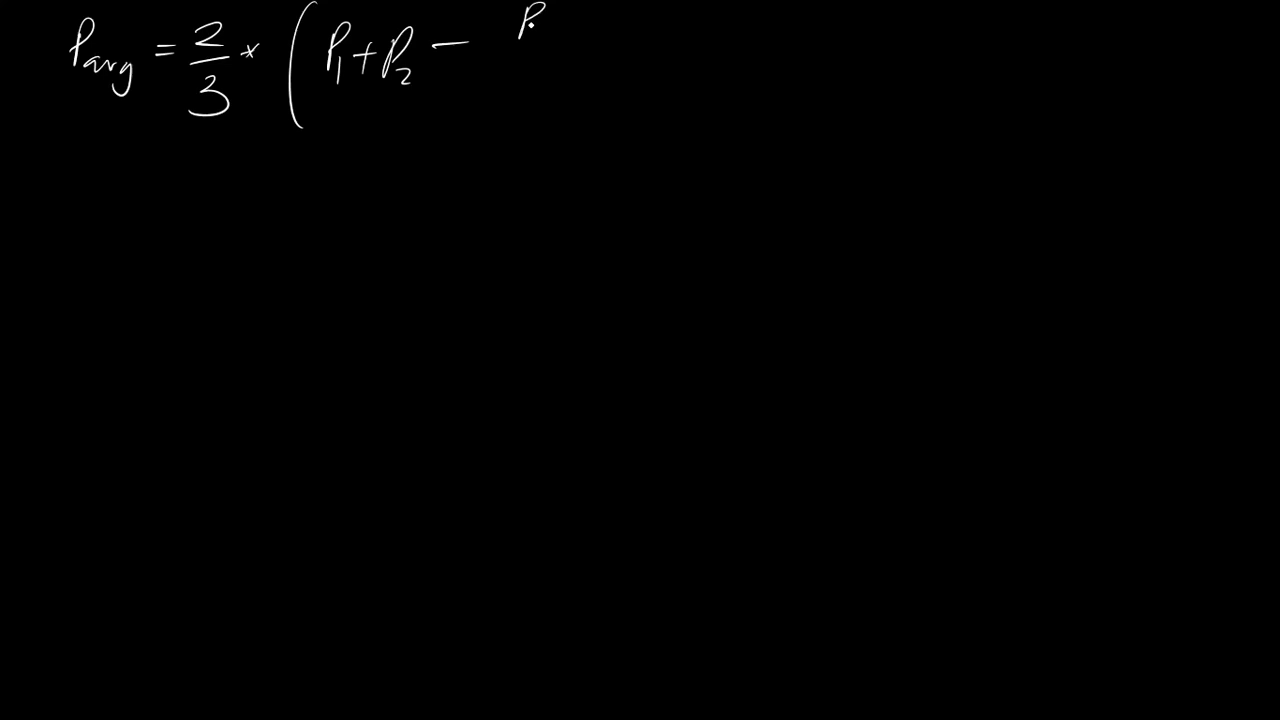 Pavg = 2/3 × ( P1 + P2 − P